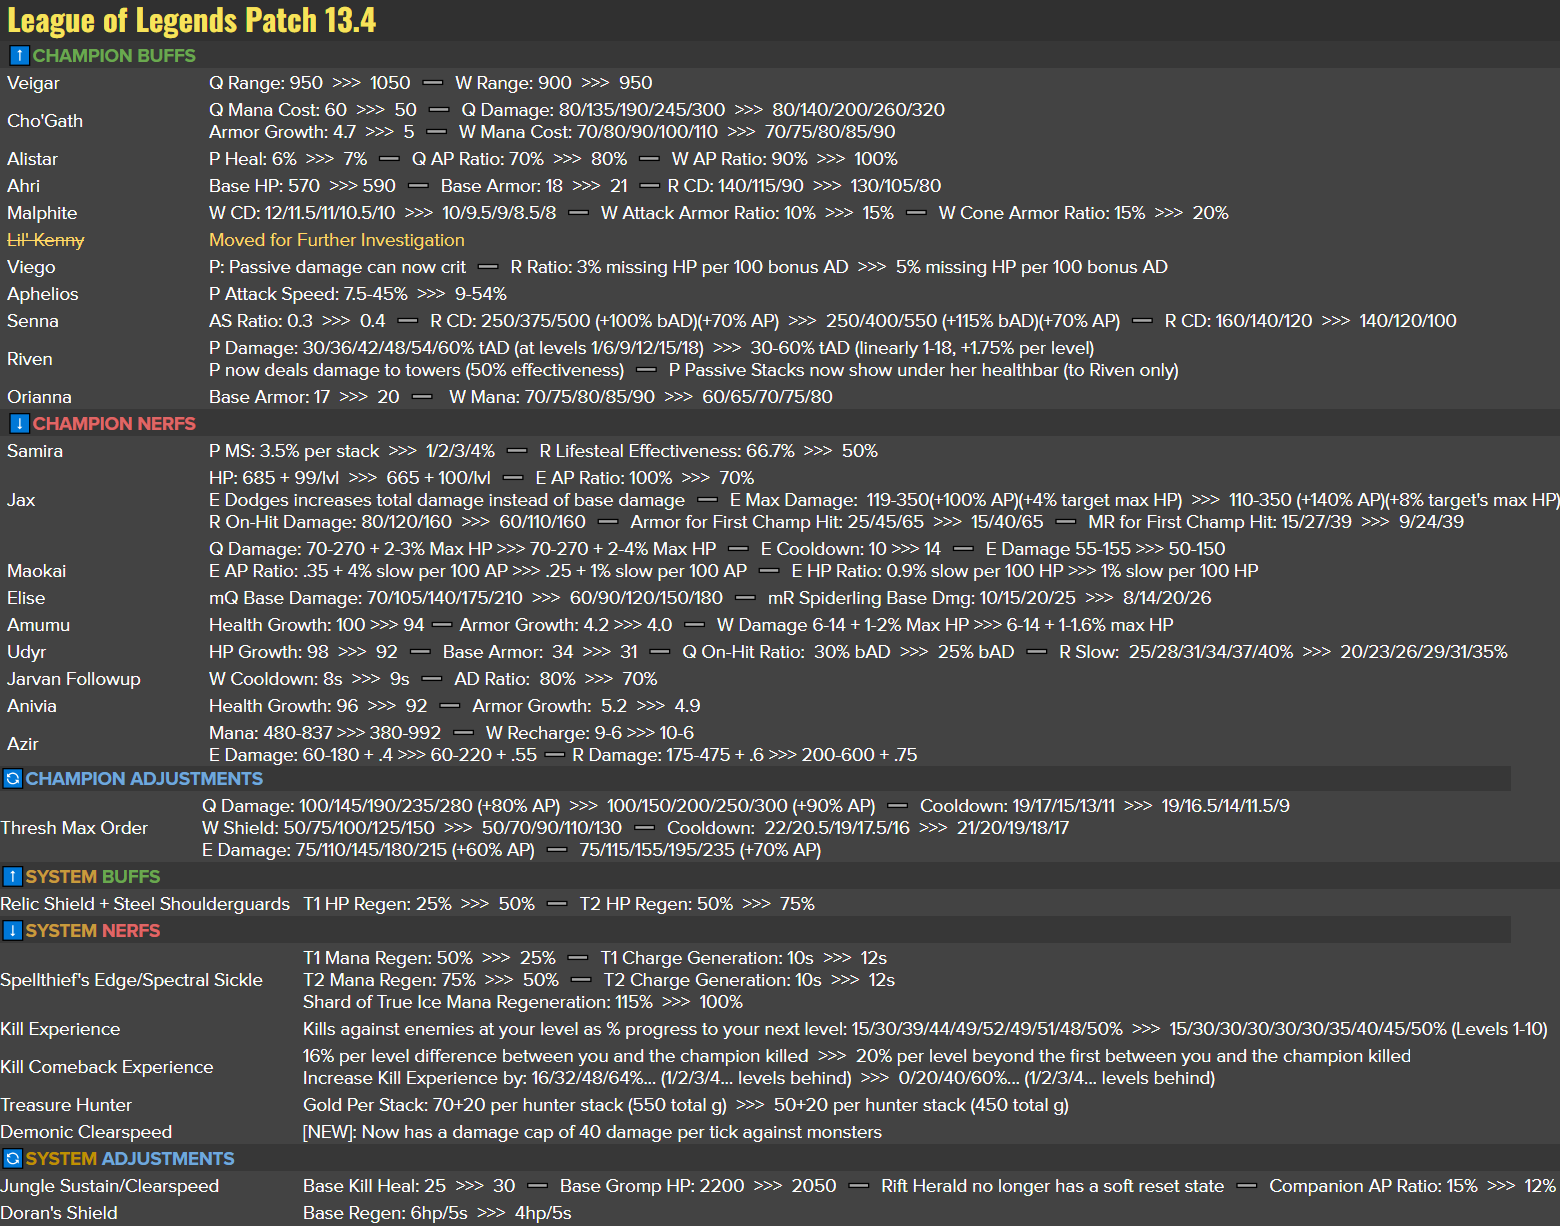 League of Legends Patch 13.4
↑ CHAMPION BUFFS
Veigar Q Range: 950 >>> 1050 — W Range: 900 >>> 950
Cho'Gath Q Mana Cost: 60 >>> 50 — Q Damage: 80/135/190/245/300 >>> 80/140/200/260/320
Armor Growth: 4.7 >>> 5 — W Mana Cost: 70/80/90/100/110 >>> 70/75/80/85/90
Alistar P Heal: 6% >>> 7% — Q AP Ratio: 70% >>> 80% — W AP Ratio: 90% >>> 100%
Ahri Base HP: 570 >>> 590 — Base Armor: 18 >>> 21 — R CD: 140/115/90 >>> 130/105/80
Malphite W CD: 12/11.5/11/10.5/10 >>> 10/9.5/9/8.5/8 — W Attack Armor Ratio: 10% >>> 15% — W Cone Armor Ratio: 15% >>> 20%
Lil' Kenny Moved for Further Investigation
Viego P: Passive damage can now crit — R Ratio: 3% missing HP per 100 bonus AD >>> 5% missing HP per 100 bonus AD
Aphelios P Attack Speed: 7.5-45% >>> 9-54%
Senna AS Ratio: 0.3 >>> 0.4 — R CD: 250/375/500 (+100% bAD)(+70% AP) >>> 250/400/550 (+115% bAD)(+70% AP) — R CD: 160/140/120 >>> 140/120/100
Riven P Damage: 30/36/42/48/54/60% tAD (at levels 1/6/9/12/15/18) >>> 30-60% tAD (linearly 1-18, +1.75% per level)
P now deals damage to towers (50% effectiveness) — P Passive Stacks now show under her healthbar (to Riven only)
Orianna Base Armor: 17 >>> 20 — W Mana: 70/75/80/85/90 >>> 60/65/70/75/80
↓ CHAMPION NERFS
Samira P MS: 3.5% per stack >>> 1/2/3/4% — R Lifesteal Effectiveness: 66.7% >>> 50%
HP: 685 + 99/lvl >>> 665 + 100/lvl — E AP Ratio: 100% >>> 70%
Jax E Dodges increases total damage instead of base damage — E Max Damage: 119-350(+100% AP)(+4% target max HP) >>> 110-350 (+140% AP)(+8% target's max HP)
R On-Hit Damage: 80/120/160 >>> 60/110/160 — Armor for First Champ Hit: 25/45/65 >>> 15/40/65 — MR for First Champ Hit: 15/27/39 >>> 9/24/39
Q Damage: 70-270 + 2-3% Max HP >>> 70-270 + 2-4% Max HP — E Cooldown: 10 >>> 14 — E Damage 55-155 >>> 50-150
Maokai E AP Ratio: .35 + 4% slow per 100 AP >>> .25 + 1% slow per 100 AP — E HP Ratio: 0.9% slow per 100 HP >>> 1% slow per 100 HP
Elise mQ Base Damage: 70/105/140/175/210 >>> 60/90/120/150/180 — mR Spiderling Base Dmg: 10/15/20/25 >>> 8/14/20/26
Amumu Health Growth: 100 >>> 94 — Armor Growth: 4.2 >>> 4.0 — W Damage 6-14 + 1-2% Max HP >>> 6-14 + 1-1.6% max HP
Udyr HP Growth: 98 >>> 92 — Base Armor: 34 >>> 31 — Q On-Hit Ratio: 30% bAD >>> 25% bAD — R Slow: 25/28/31/34/37/40% >>> 20/23/26/29/31/35%
Jarvan Followup W Cooldown: 8s >>> 9s — AD Ratio: 80% >>> 70%
Anivia Health Growth: 96 >>> 92 — Armor Growth: 5.2 >>> 4.9
Azir Mana: 480-837 >>> 380-992 — W Recharge: 9-6 >>> 10-6
E Damage: 60-180 + .4 >>> 60-220 + .55 — R Damage: 175-475 + .6 >>> 200-600 + .75
CHAMPION ADJUSTMENTS
Q Damage: 100/145/190/235/280 (+80% AP) >>> 100/150/200/250/300 (+90% AP) — Cooldown: 19/17/15/13/11 >>> 19/16.5/14/11.5/9
Thresh Max Order W Shield: 50/75/100/125/150 >>> 50/70/90/110/130 — Cooldown: 22/20.5/19/17.5/16 >>> 21/20/19/18/17
E Damage: 75/110/145/180/215 (+60% AP) — 75/115/155/195/235 (+70% AP)
↑ SYSTEM BUFFS
Relic Shield + Steel Shoulderguards T1 HP Regen: 25% >>> 50% — T2 HP Regen: 50% >>> 75%
↓ SYSTEM NERFS
T1 Mana Regen: 50% >>> 25% — T1 Charge Generation: 10s >>> 12s
Spellthief's Edge/Spectral Sickle T2 Mana Regen: 75% >>> 50% — T2 Charge Generation: 10s >>> 12s
Shard of True Ice Mana Regeneration: 115% >>> 100%
Kill Experience Kills against enemies at your level as % progress to your next level: 15/30/39/44/49/52/49/51/48/50% >>> 15/30/30/30/30/30/35/40/45/50% (Levels 1-10)
Kill Comeback Experience 16% per level difference between you and the champion killed >>> 20% per level beyond the first between you and the champion killed
Increase Kill Experience by: 16/32/48/64%... (1/2/3/4... levels behind) >>> 0/20/40/60%... (1/2/3/4... levels behind)
Treasure Hunter Gold Per Stack: 70+20 per hunter stack (550 total g) >>> 50+20 per hunter stack (450 total g)
Demonic Clearspeed [NEW]: Now has a damage cap of 40 damage per tick against monsters
SYSTEM ADJUSTMENTS
Jungle Sustain/Clearspeed Base Kill Heal: 25 >>> 30 — Base Gromp HP: 2200 >>> 2050 — Rift Herald no longer has a soft reset state — Companion AP Ratio: 15% >>> 12%
Doran's Shield Base Regen: 6hp/5s >>> 4hp/5s